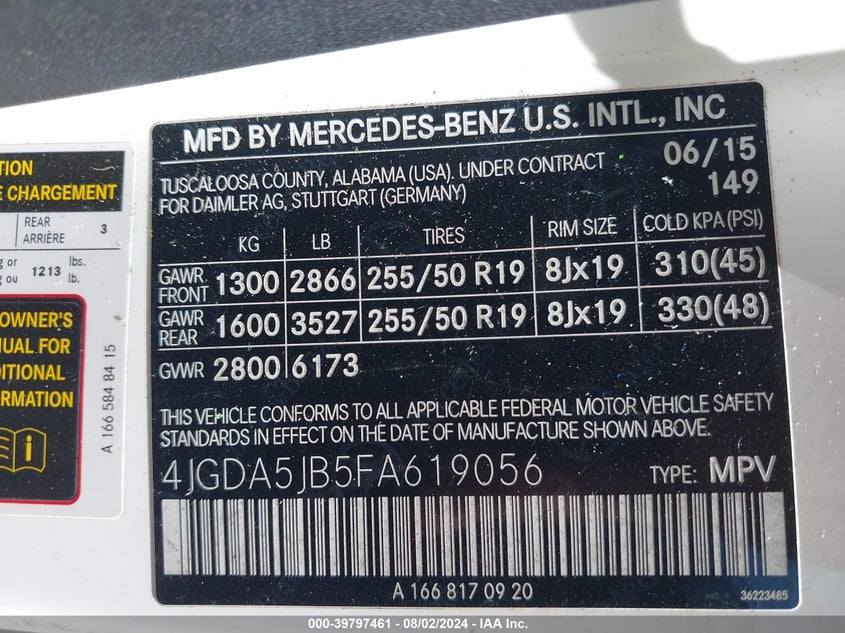 TION
E CHARGEMENT
REAR
ARRIÈRE 3
g or 1213 lbs.
g ou lb.
OWNER'S
NUAL FOR
DITIONAL
ORMATION
A 166 584 84 15
MFD BY MERCEDES-BENZ U.S. INTL., INC
TUSCALOOSA COUNTY, ALABAMA (USA). UNDER CONTRACT 06/15
FOR DAIMLER AG, STUTTGART (GERMANY) 149
KG LB TIRES RIM SIZE COLD KPA (PSI)
GAWR FRONT 1300 2866 255/50 R19 8Jx19 310(45)
GAWR REAR 1600 3527 255/50 R19 8Jx19 330(48)
GVWR 2800 6173
THIS VEHICLE CONFORMS TO ALL APPLICABLE FEDERAL MOTOR VEHICLE SAFETY
STANDARDS IN EFFECT ON THE DATE OF MANUFACTURE SHOWN ABOVE.
4JGDA5JB5FA619056 TYPE: MPV
A 166 817 09 20
36223485
000-39797461 - 08/02/2024 - IAA Inc.